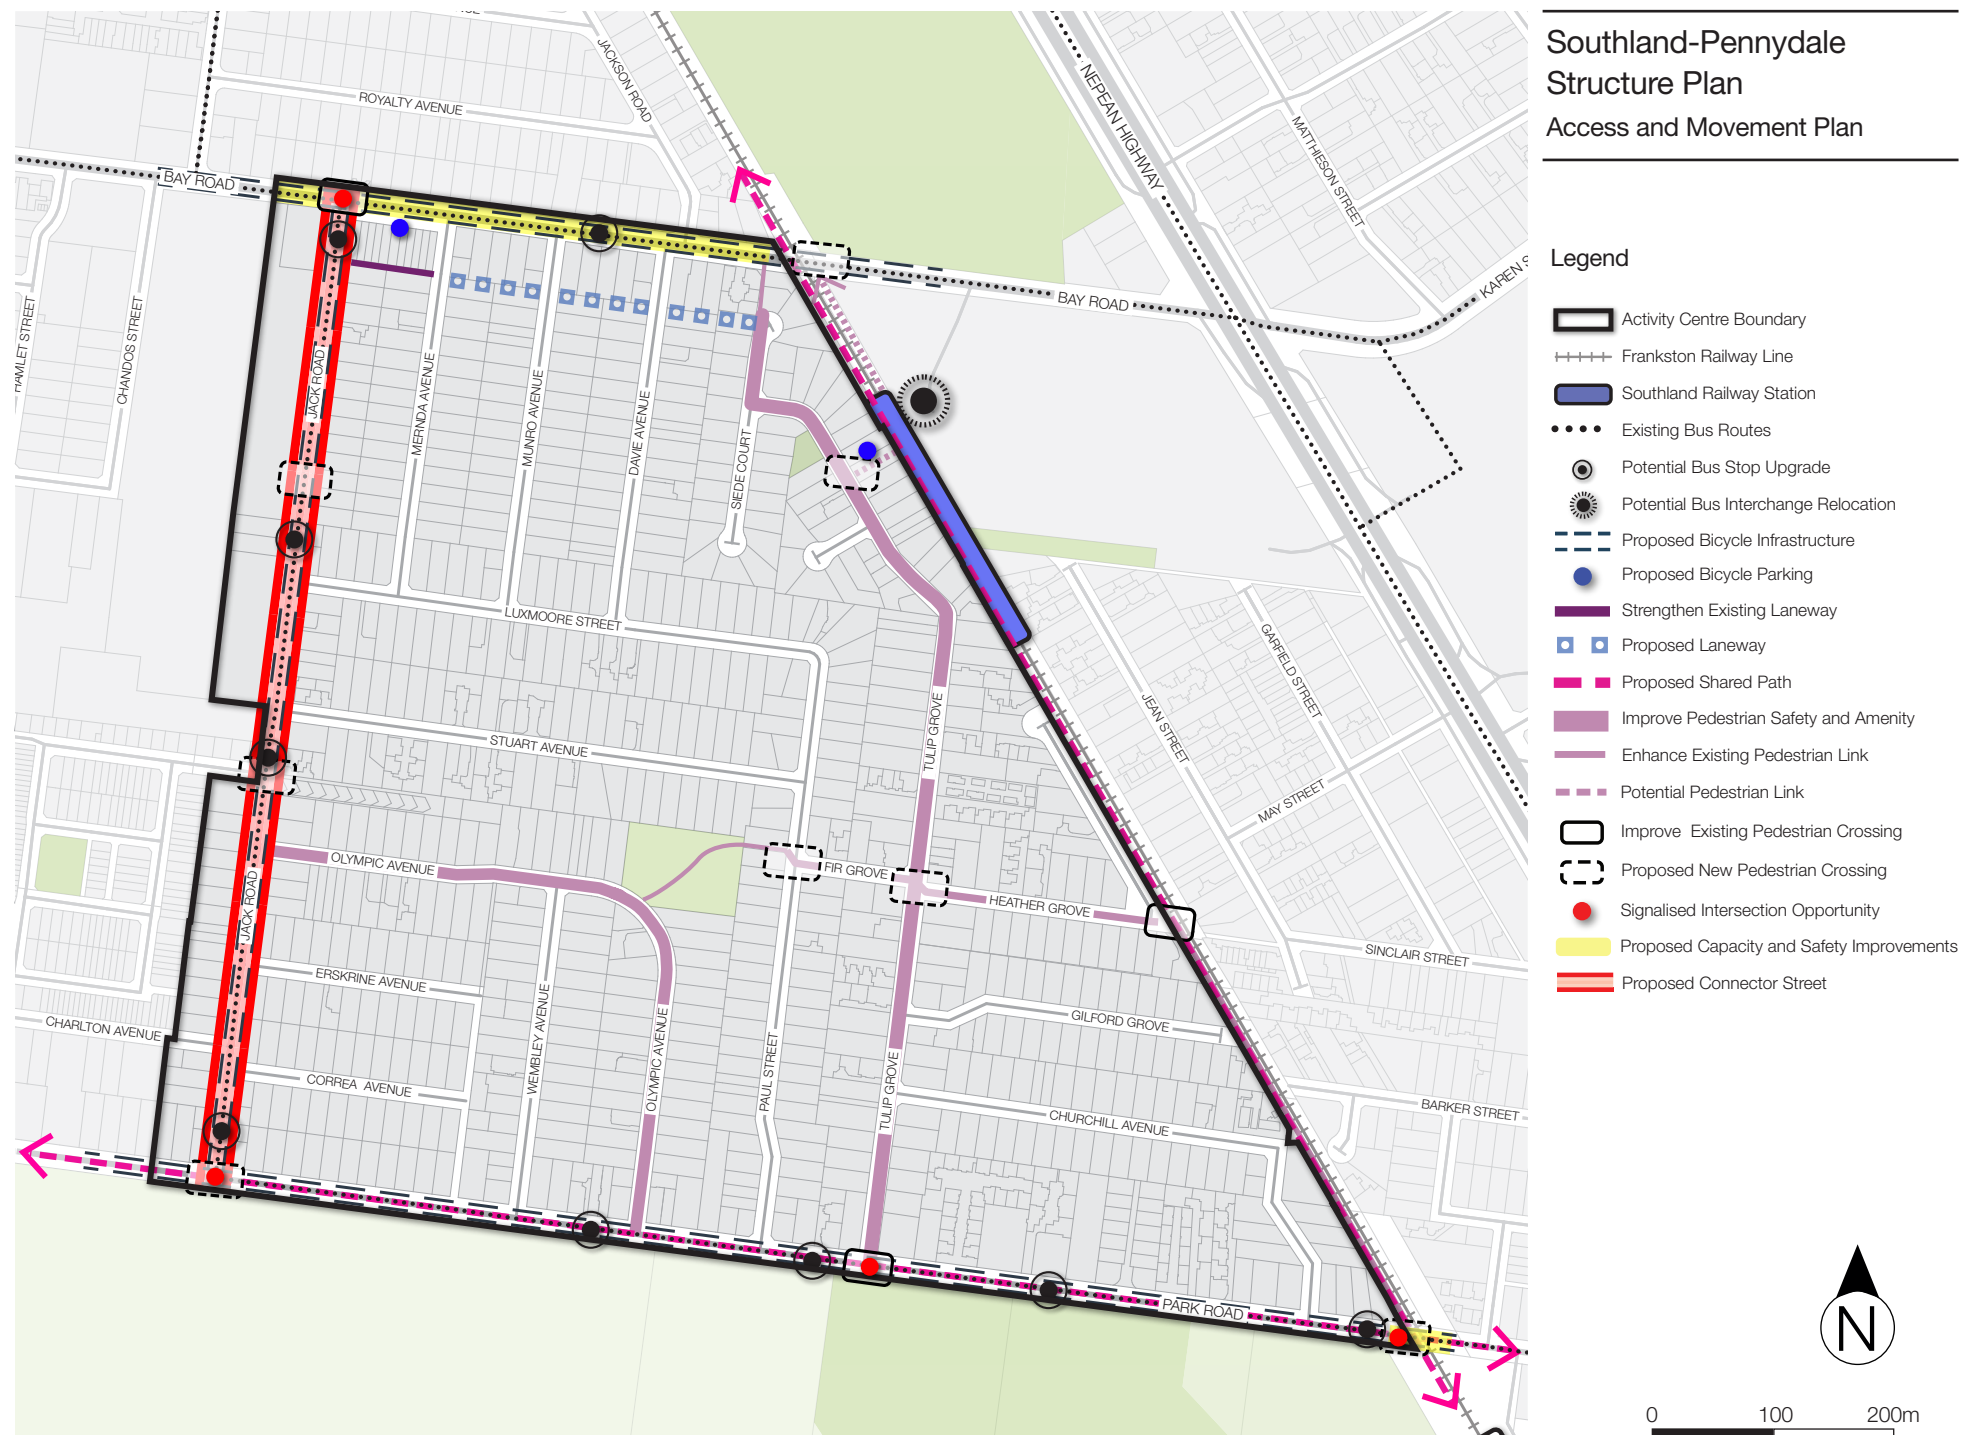 Southland-Pennydale
Structure Plan
Access and Movement Plan
Legend
Activity Centre Boundary
Frankston Railway Line
Southland Railway Station
Existing Bus Routes
Potential Bus Stop Upgrade
Potential Bus Interchange Relocation
Proposed Bicycle Infrastructure
Proposed Bicycle Parking
Strengthen Existing Laneway
Proposed Laneway
Proposed Shared Path
Improve Pedestrian Safety and Amenity
Enhance Existing Pedestrian Link
Potential Pedestrian Link
Improve Existing Pedestrian Crossing
Proposed New Pedestrian Crossing
Signalised Intersection Opportunity
Proposed Capacity and Safety Improvements
Proposed Connector Street
N
0 100 200m
JACKSON ROAD
ROYALTY AVENUE
NEPEAN HIGHWAY
MATTHIESON STREET
BAY ROAD
KAREN S
BAY ROAD
HAMLET STREET
CHANDOS STREET
JACK ROAD
MERNDA AVENUE
MUNRO AVENUE
DAVIE AVENUE
SIEDE COURT
LUXMOORE STREET
GARFIELD STREET
JEAN STREET
TULIP GROVE
STUART AVENUE
MAY STREET
OLYMPIC AVENUE
FIR GROVE
HEATHER GROVE
JACK ROAD
SINCLAIR STREET
ERSKINE AVENUE
WEMBLEY AVENUE
OLYMPIC AVENUE
PAUL STREET
GILFORD GROVE
CHARLTON AVENUE
TULIP GROVE
CORREA AVENUE
CHURCHILL AVENUE
BARKER STREET
PARK ROAD